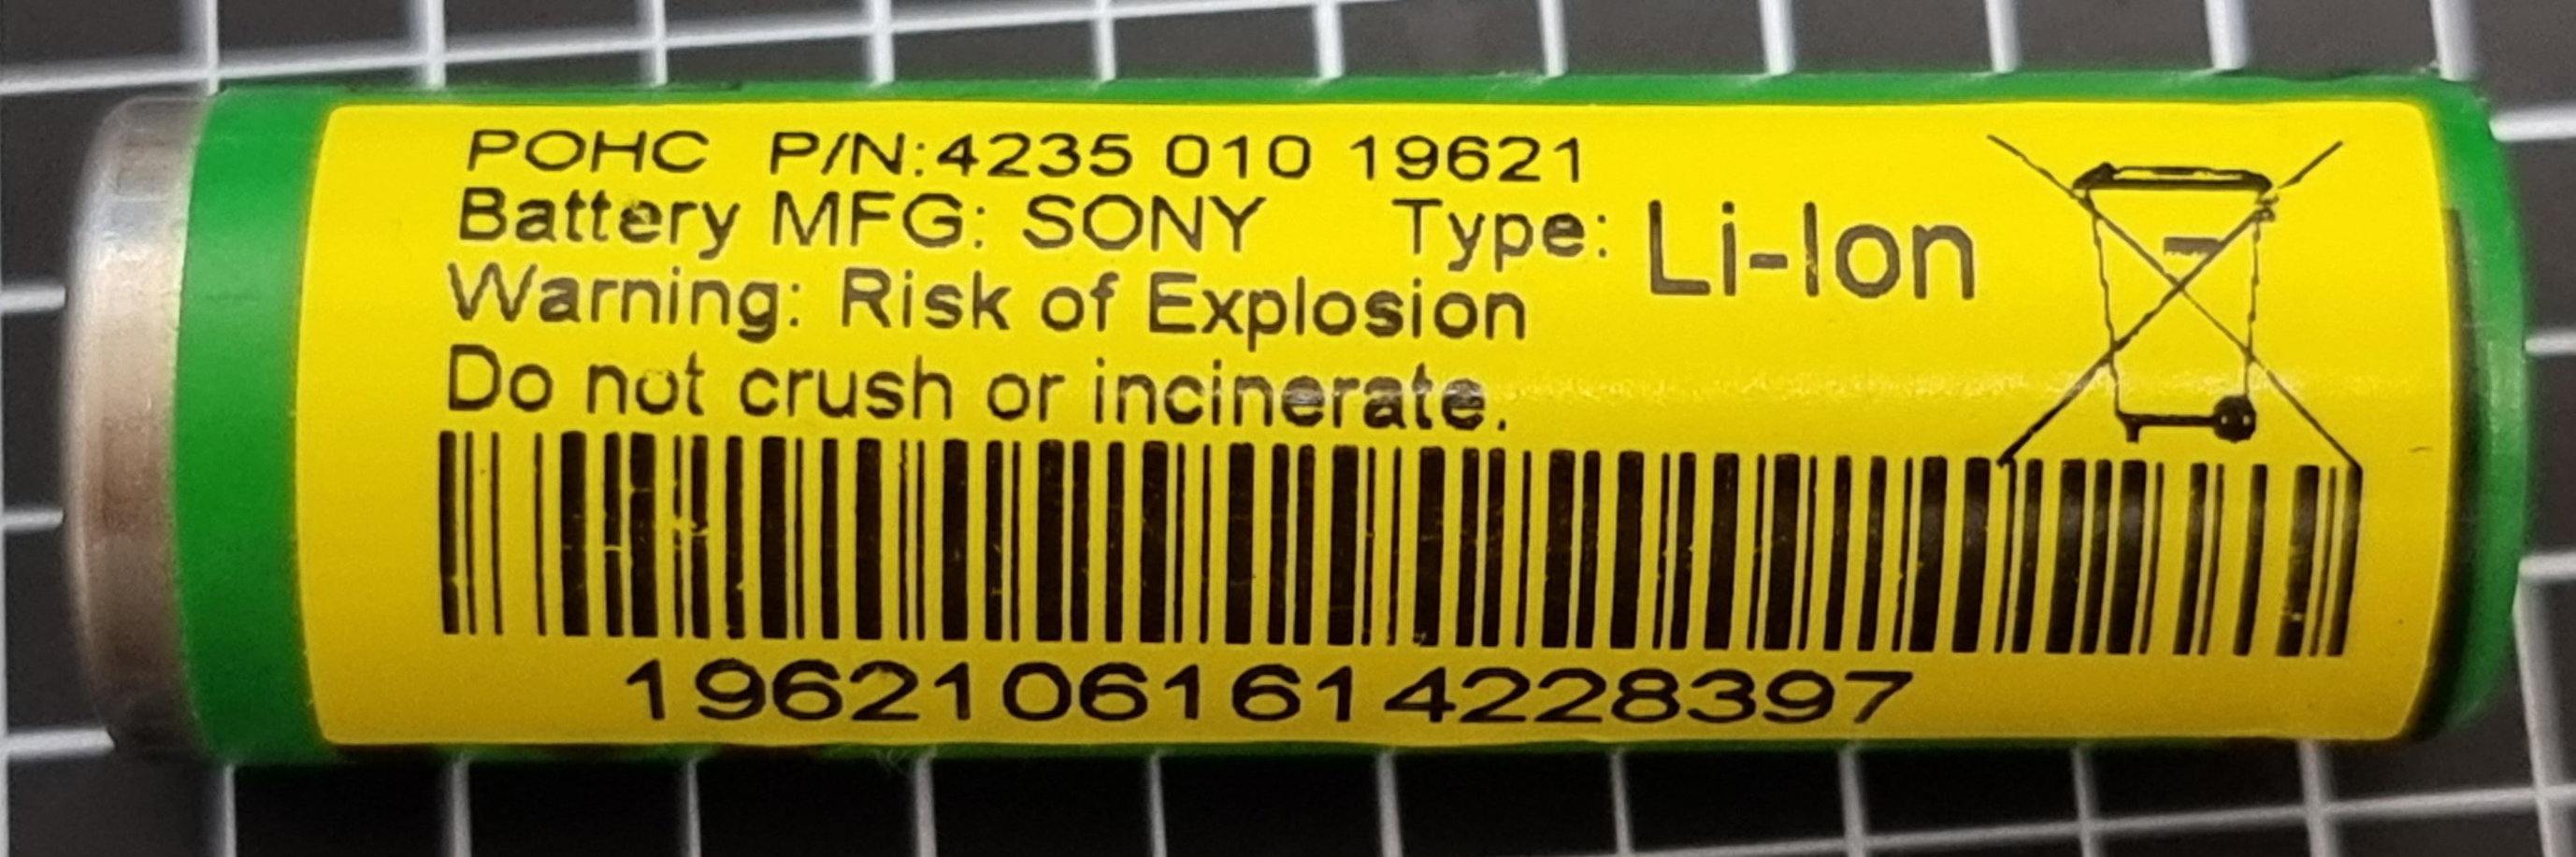 POHC P/N:4235 010 19621
Battery MFG: SONY Type: Li-Ion
Warning: Risk of Explosion
Do not crush or incinerate.
19621061614228397